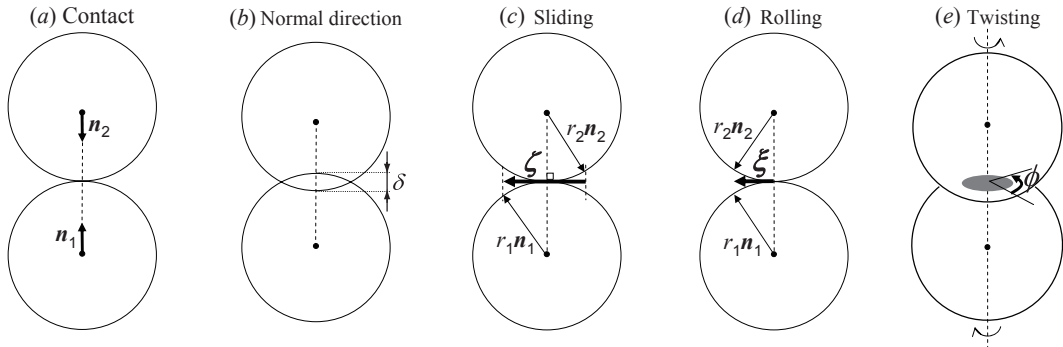 (a) Contact
(b) Normal direction
(c) Sliding
(d) Rolling
(e) Twisting
n₂
n₁
δ
r₂n₂
ζ
r₁n₁
r₂n₂
ξ
r₁n₁
ϕ